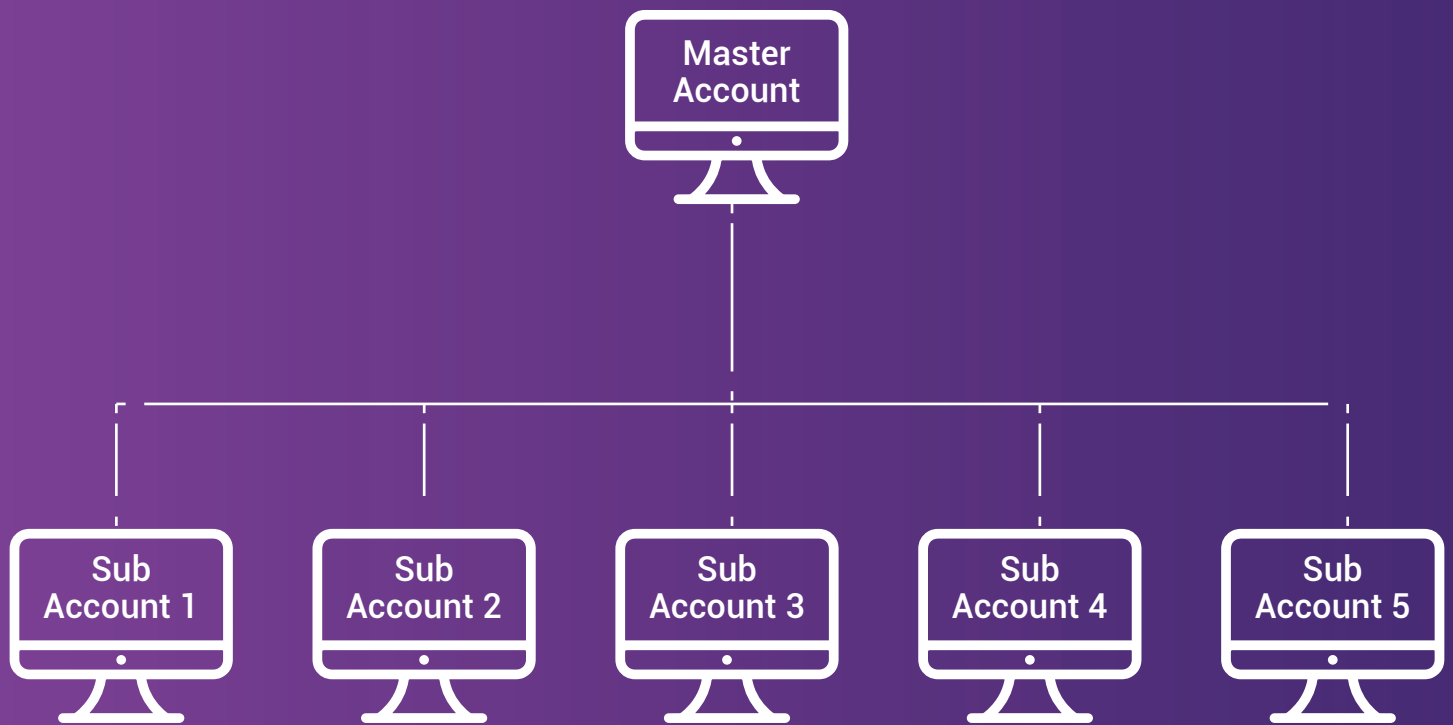 Master
Account
Sub
Account 1
Sub
Account 2
Sub
Account 3
Sub
Account 4
Sub
Account 5